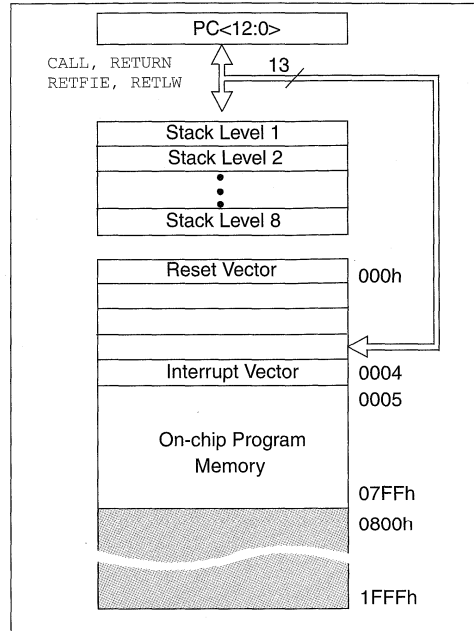 PC<12:0>
CALL, RETURN
RETFIE, RETLW
13
Stack Level 1
Stack Level 2
Stack Level 8
Reset Vector
000h
Interrupt Vector
0004
0005
On-chip Program
Memory
07FFh
0800h
1FFFh